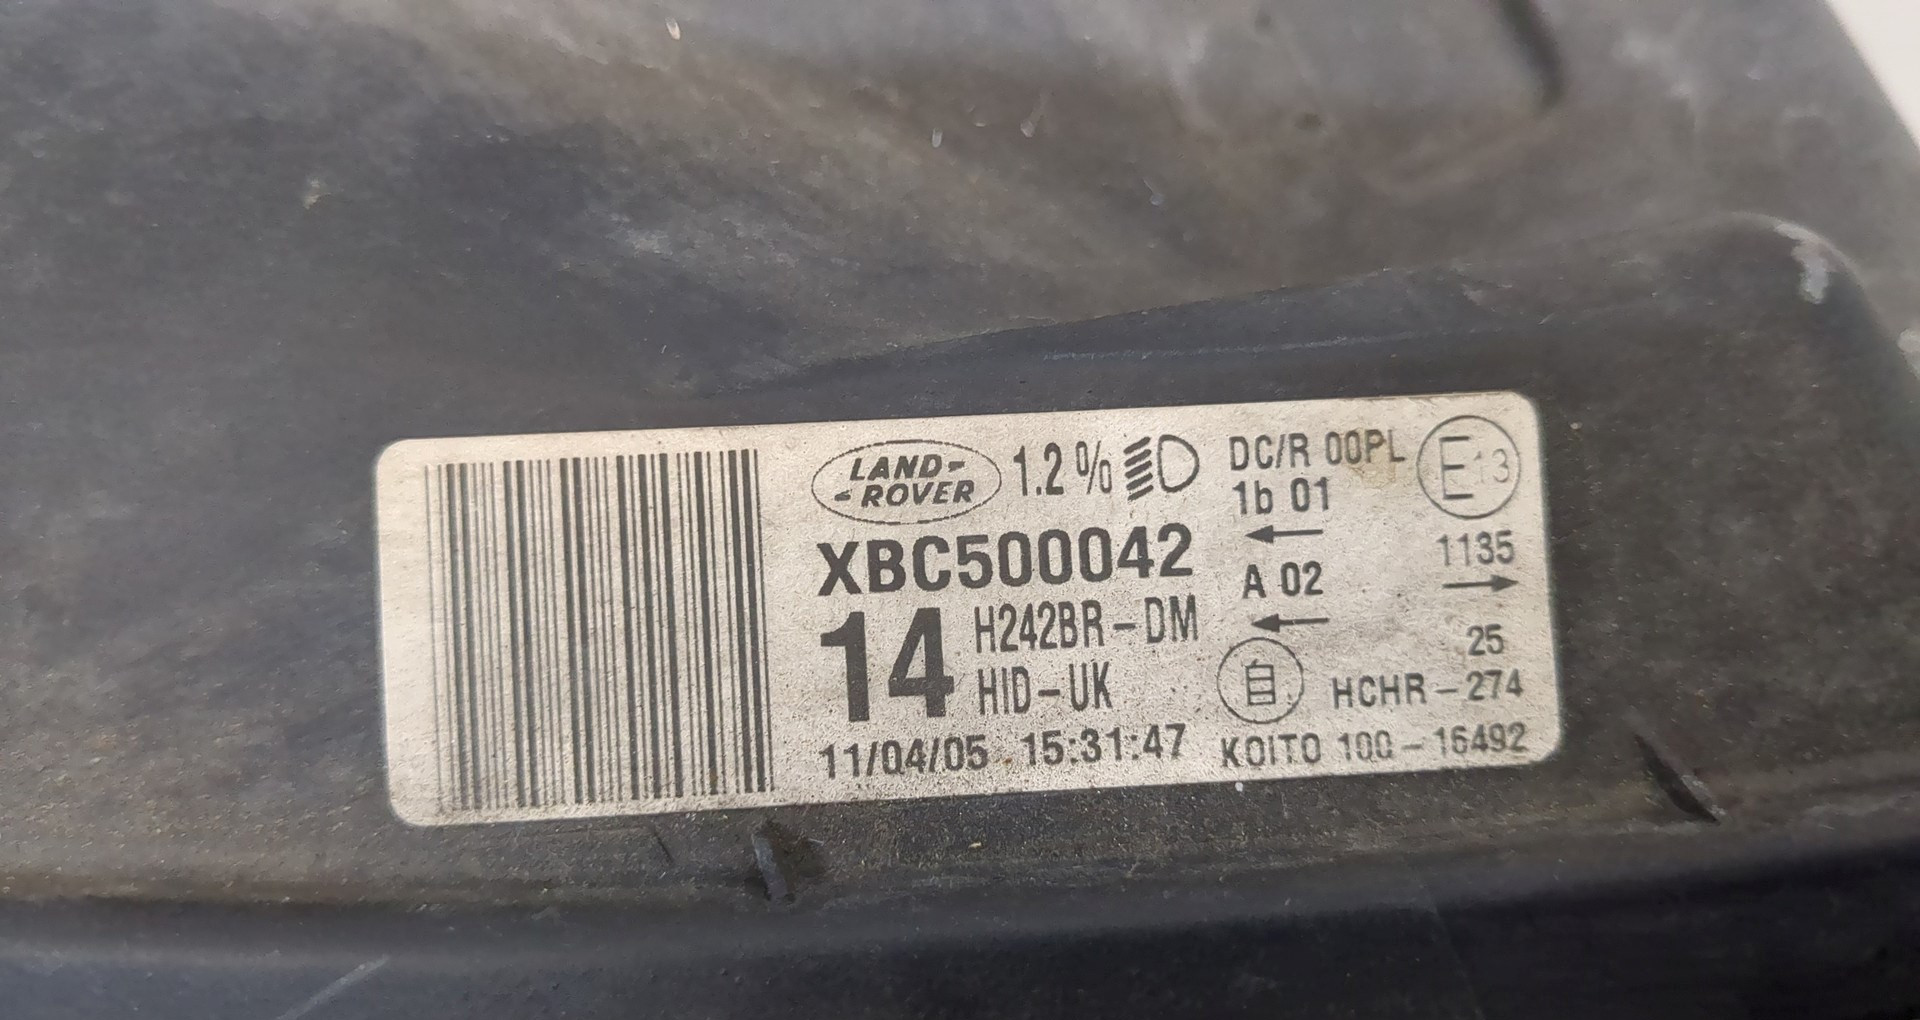 LAND-
-ROVER
1.2%
XBC500042
14 H242BR-DM
HID-UK
11/04/05 15:31:47
DC/R 00PL
1b 01
A 02
自
E13
1135
25
HCHR-274
KOITO 100-16492